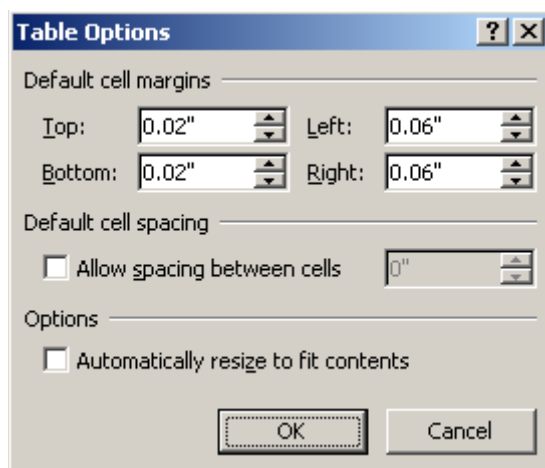 Table Options
Default cell margins
Top: 0.02" Left: 0.06"
Bottom: 0.02" Right: 0.06"
Default cell spacing
Allow spacing between cells 0"
Options
Automatically resize to fit contents
OK Cancel